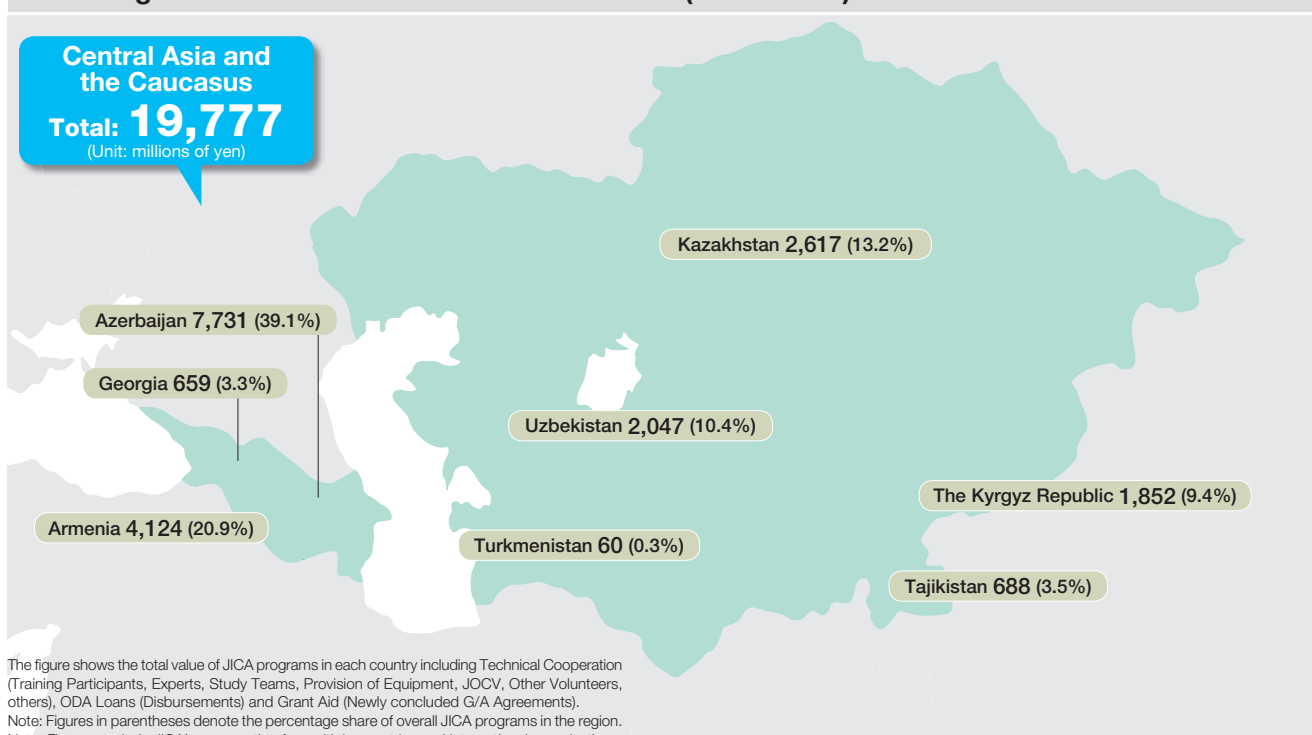 Central Asia and
the Caucasus
Total: 19,777
(Unit: millions of yen)
Kazakhstan 2,617 (13.2%)
Azerbaijan 7,731 (39.1%)
Georgia 659 (3.3%)
Uzbekistan 2,047 (10.4%)
The Kyrgyz Republic 1,852 (9.4%)
Armenia 4,124 (20.9%)
Turkmenistan 60 (0.3%)
Tajikistan 688 (3.5%)
The figure shows the total value of JICA programs in each country including Technical Cooperation
(Training Participants, Experts, Study Teams, Provision of Equipment, JOCV, Other Volunteers,
others), ODA Loans (Disbursements) and Grant Aid (Newly concluded G/A Agreements).
Note: Figures in parentheses denote the percentage share of overall JICA programs in the region.